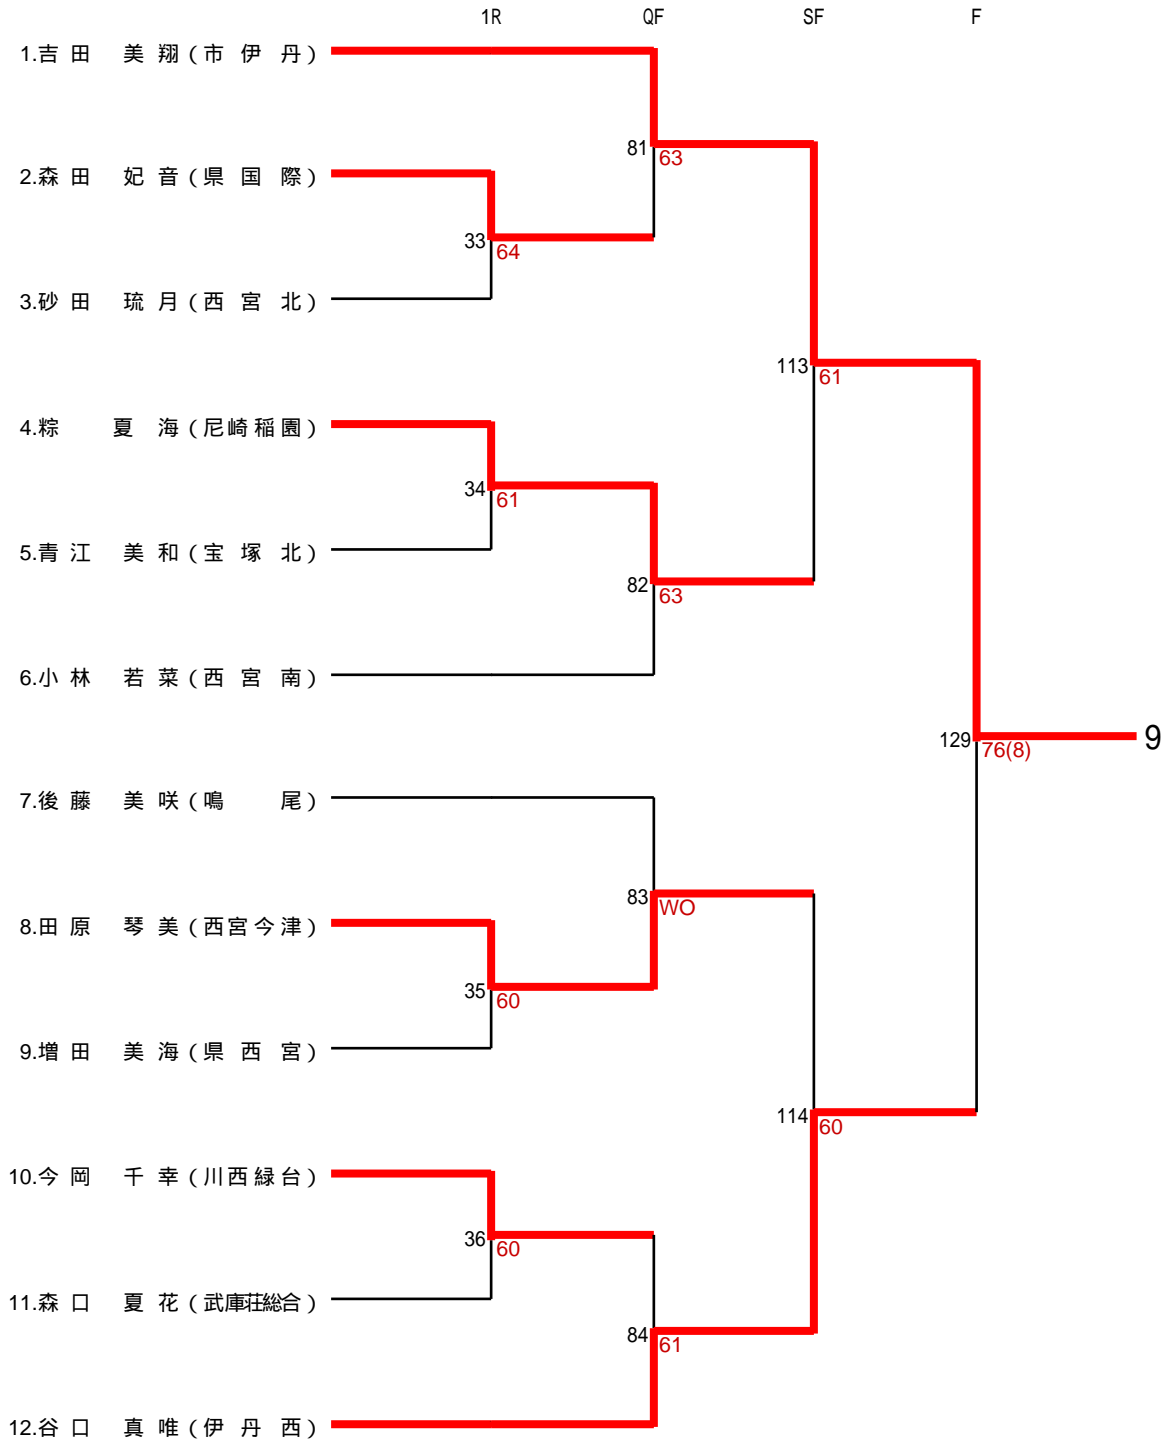 1R QF SF F
1.吉田 美翔(市伊丹)
81 63
2.森田 妃音(県国際)
33 64
3.砂田 琉月(西宮北)
113 61
4.粽 夏海(尼崎稲園)
34 61
5.青江 美和(宝塚北)
82 63
6.小林 若菜(西宮南)
129 76(8) 9
7.後藤 美咲(鳴尾)
83 WO
8.田原 琴美(西宮今津)
35 60
9.増田 美海(県西宮)
114 60
10.今岡 千幸(川西緑台)
36 60
11.森口 夏花(武庫荘総合)
84 61
12.谷口 真唯(伊丹西)